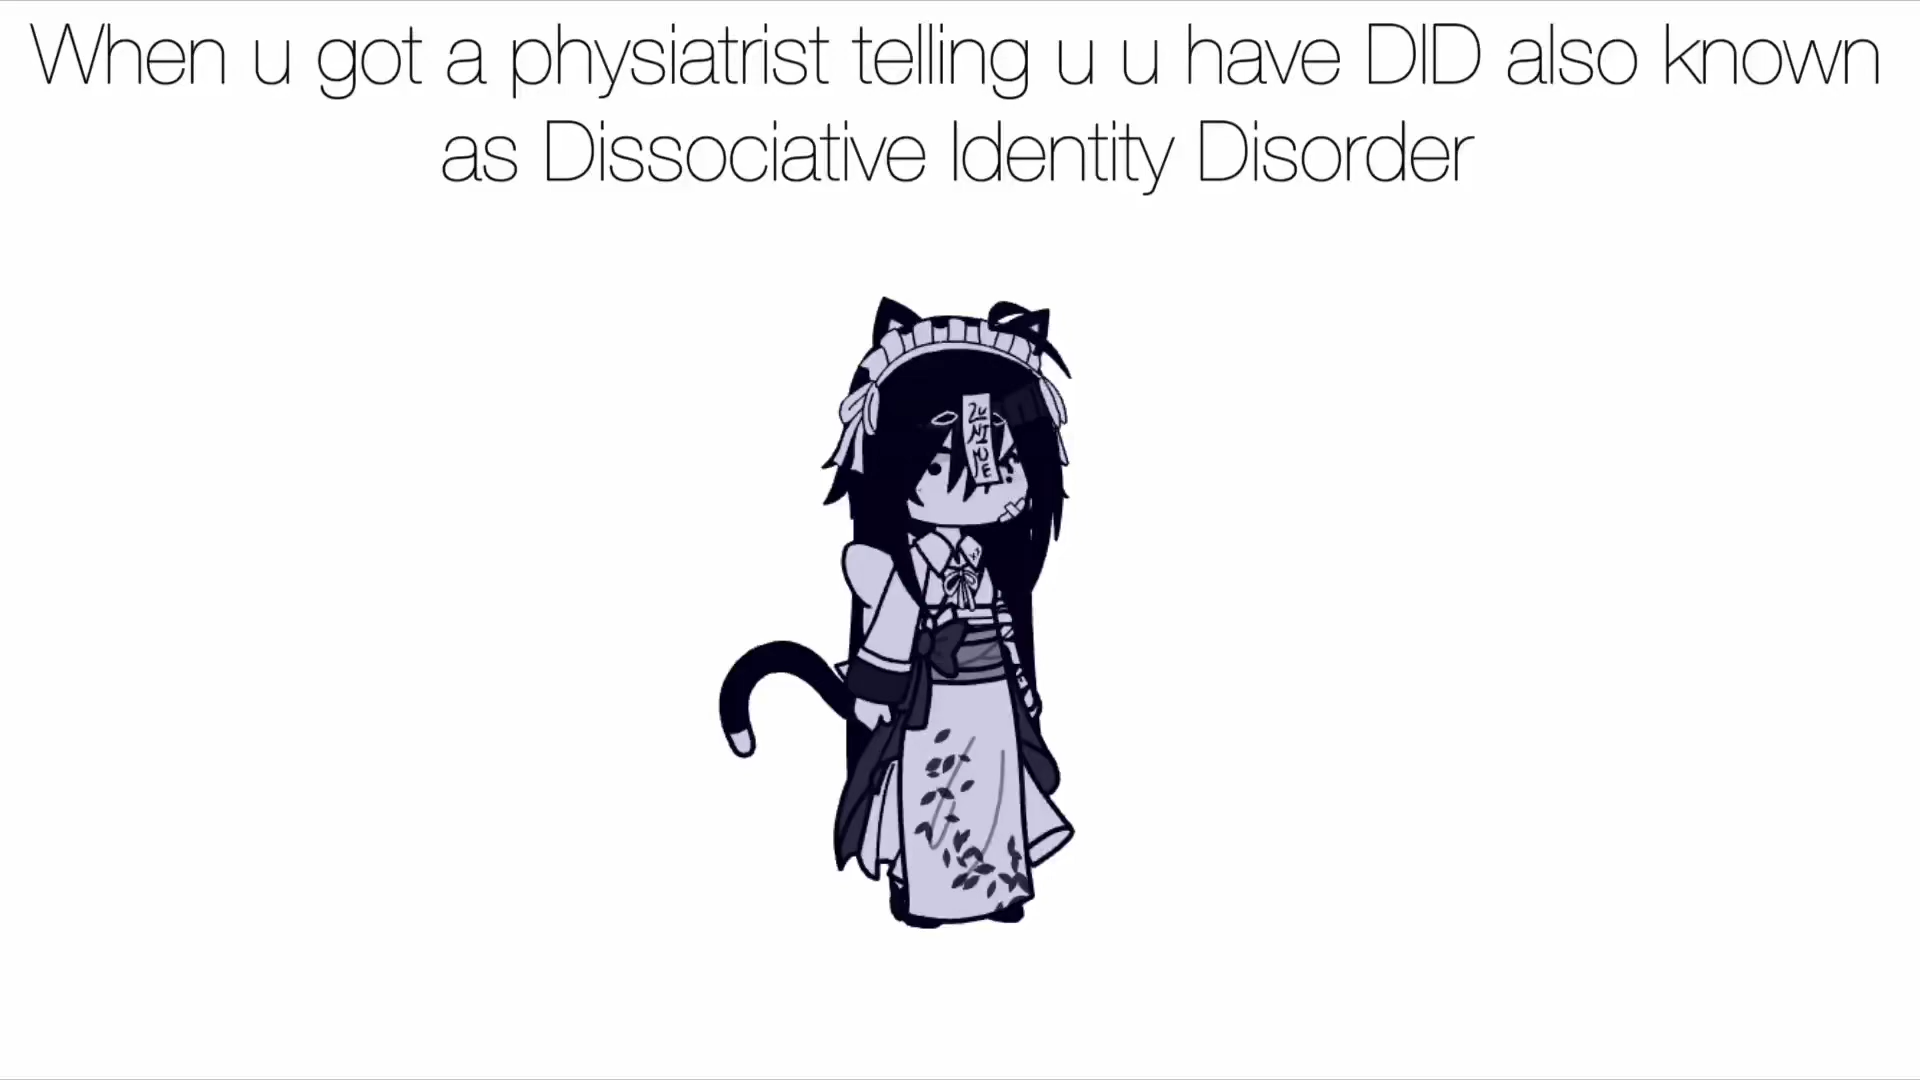 When u got a physiatrist telling u u have DID also known
as Dissociative Identity Disorder